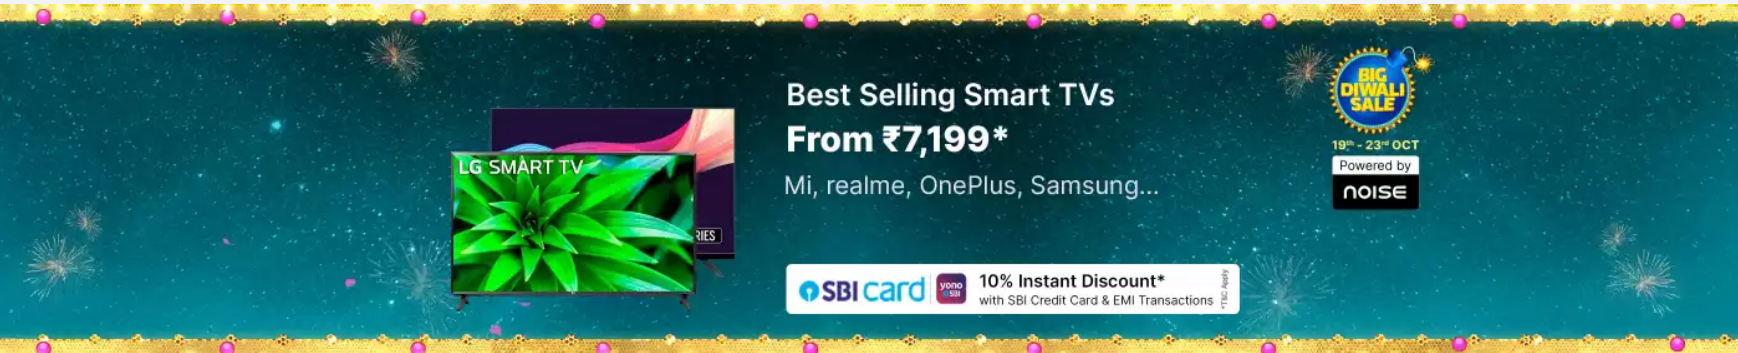 LG SMART TV
RIES
Best Selling Smart TVs
From ₹7,199*
Mi, realme, OnePlus, Samsung...
SBI card
yono
SBI
10% Instant Discount*
with SBI Credit Card & EMI Transactions
*T&C Apply
BIG
DIWALI
SALE
19th - 23rd OCT
Powered by
noise